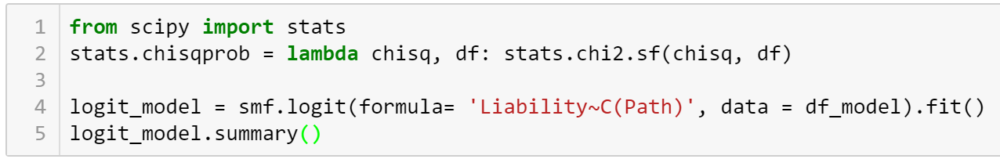 1 from scipy import stats
2 stats.chisqprob = lambda chisq, df: stats.chi2.sf(chisq, df)
3
4 logit_model = smf.logit(formula= 'Liability~C(Path)', data = df_model).fit()
5 logit_model.summary()